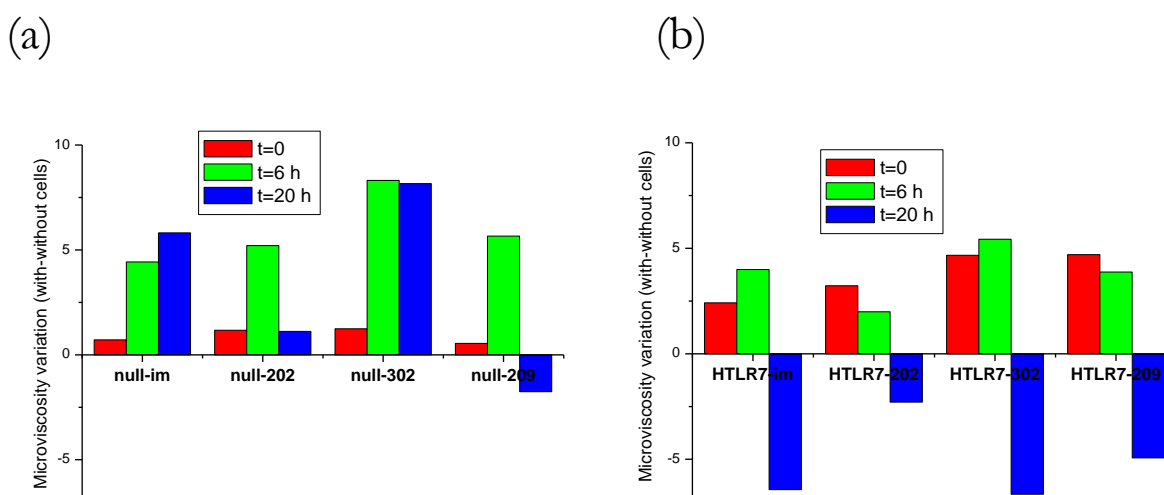 (a)
(b)
Microviscosity variation (with-without cells)
10
5
0
-5
t=0
t=6 h
t=20 h
null-im
null-202
null-302
null-209
Microviscosity variation (with-without cells)
10
5
0
-5
t=0
t=6 h
t=20 h
HTLR7-im
HTLR7-202
HTLR7-302
HTLR7-209